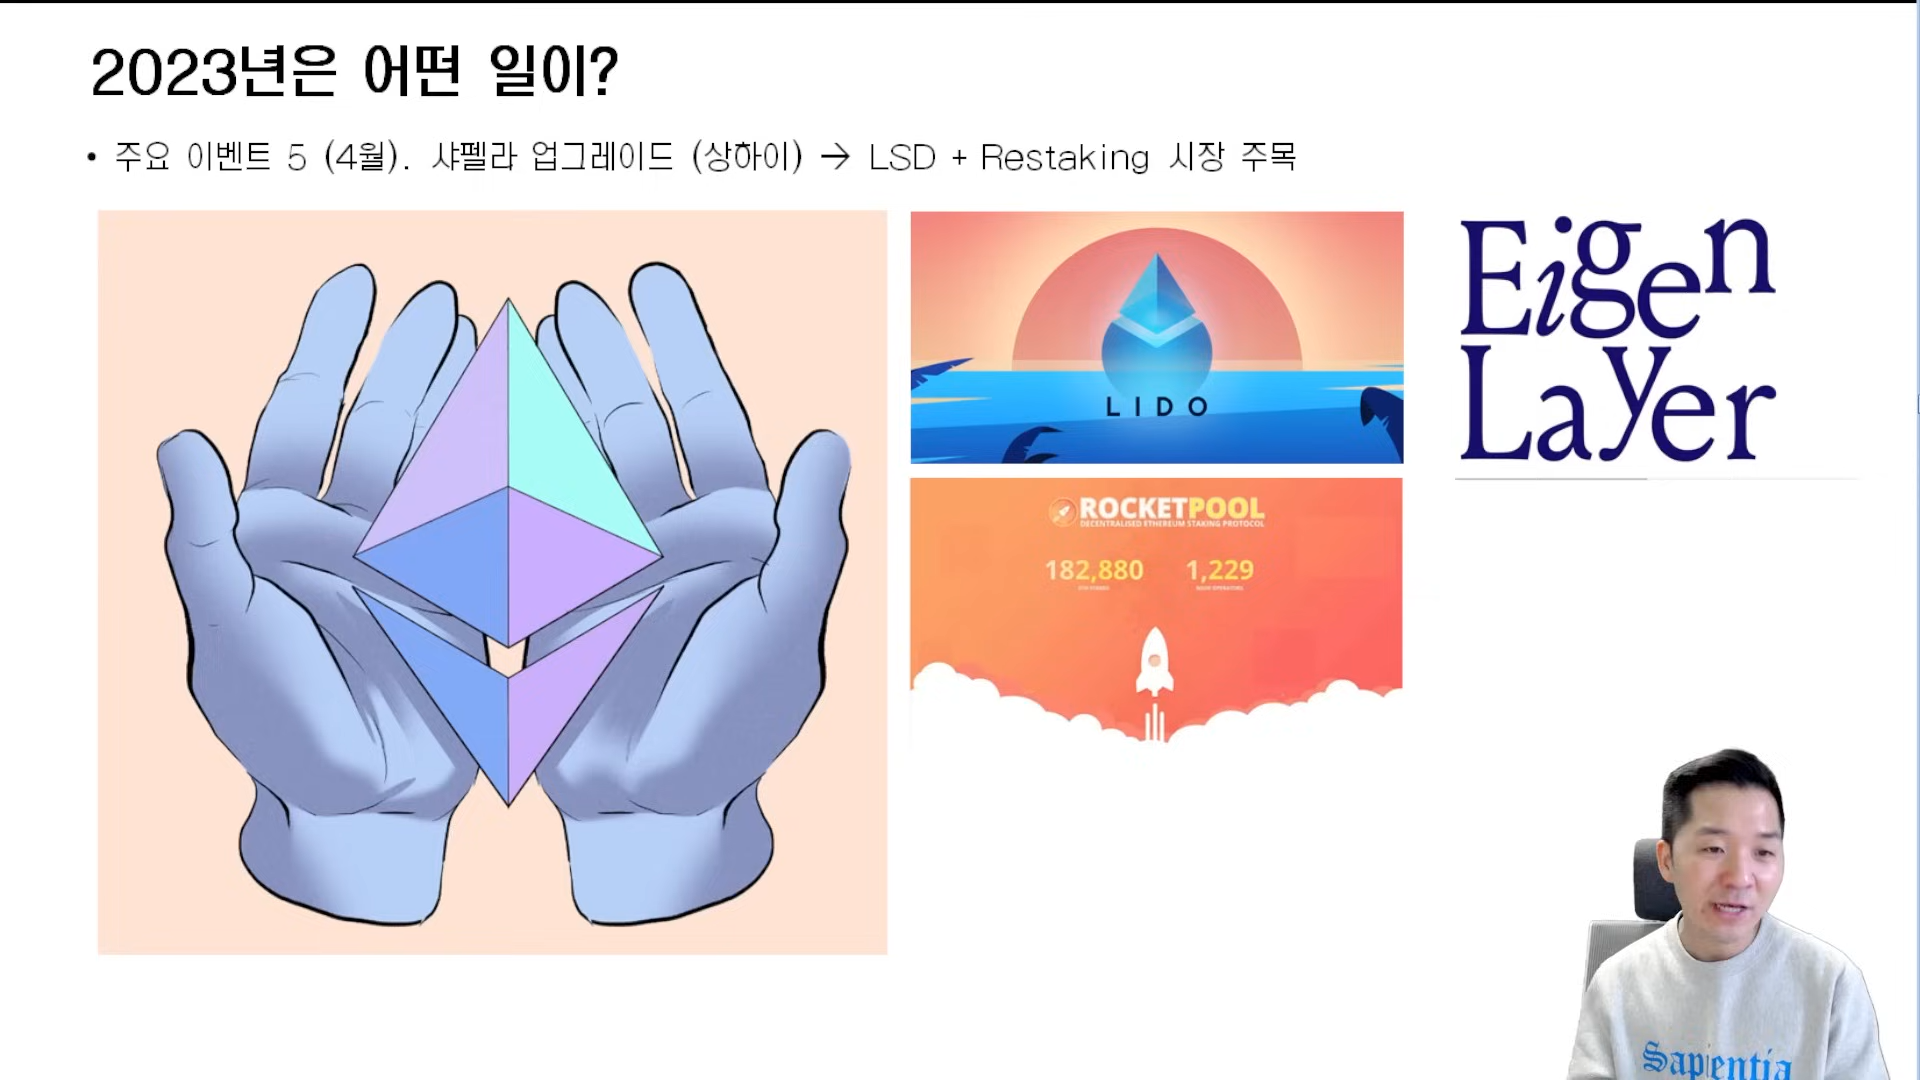 2023년은 어떤 일이?
• 주요 이벤트 5 (4월). 샤펠라 업그레이드 (상하이) → LSD + Restaking 시장 주목
LIDO
Eigen
Layer
ROCKETPOOL
DECENTRALISED ETHEREUM STAKING PROTOCOL
182,880 1,229
Sapientia